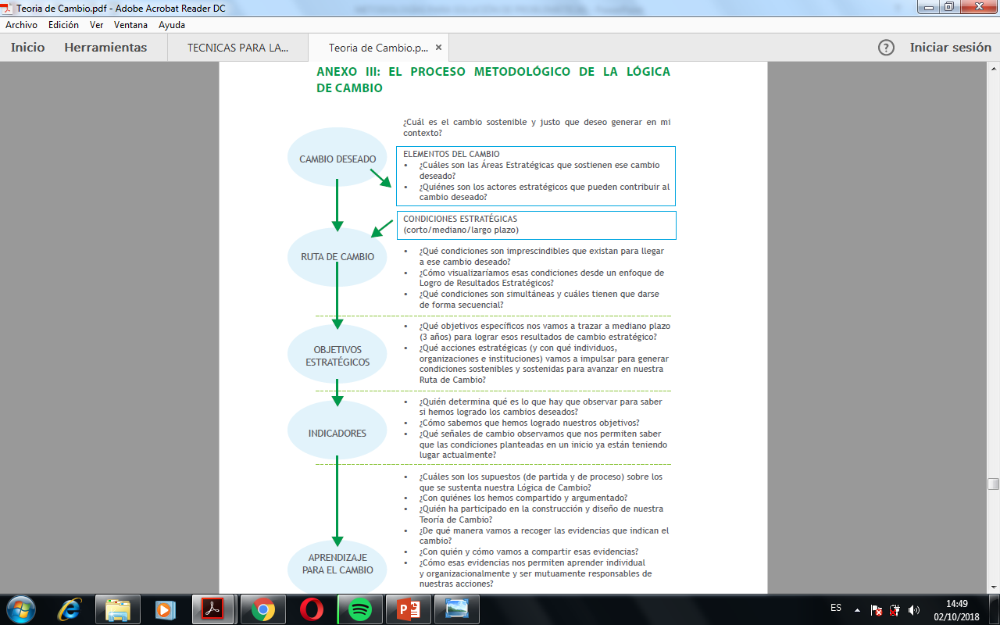 Teoria de Cambio.pdf - Adobe Acrobat Reader DC
Archivo Edición Ver Ventana Ayuda
Inicio Herramientas TECNICAS PARA LA... Teoria de Cambio.p... × ? Iniciar sesión
ANEXO III: EL PROCESO METODOLÓGICO DE LA LÓGICA
DE CAMBIO
¿Cuál es el cambio sostenible y justo que deseo generar en mi
contexto?
CAMBIO DESEADO
ELEMENTOS DEL CAMBIO
• ¿Cuáles son las Áreas Estratégicas que sostienen ese cambio
deseado?
• ¿Quiénes son los actores estratégicos que pueden contribuir al
cambio deseado?
CONDICIONES ESTRATÉGICAS
(corto/mediano/largo plazo)
RUTA DE CAMBIO
• ¿Qué condiciones son imprescindibles que existan para llegar
a ese cambio deseado?
• ¿Cómo visualizaríamos esas condiciones desde un enfoque de
Logro de Resultados Estratégicos?
• ¿Qué condiciones son simultáneas y cuáles tienen que darse
de forma secuencial?
OBJETIVOS
ESTRATÉGICOS
• ¿Qué objetivos específicos nos vamos a trazar a mediano plazo
(3 años) para lograr esos resultados de cambio estratégico?
• ¿Qué acciones estratégicas (y con qué individuos,
organizaciones e instituciones) vamos a impulsar para generar
condiciones sostenibles y sostenidas para avanzar en nuestra
Ruta de Cambio?
INDICADORES
• ¿Quién determina qué es lo que hay que observar para saber
si hemos logrado los cambios deseados?
• ¿Cómo sabemos que hemos logrado nuestros objetivos?
• ¿Qué señales de cambio observamos que nos permiten saber
que las condiciones planteadas en un inicio ya están teniendo
lugar actualmente?
APRENDIZAJE
PARA EL CAMBIO
• ¿Cuáles son los supuestos (de partida y de proceso) sobre los
que se sustenta nuestra Lógica de Cambio?
• ¿Con quiénes los hemos compartido y argumentado?
• ¿Quién ha participado en la construcción y diseño de nuestra
Teoría de Cambio?
• ¿De qué manera vamos a recoger las evidencias que indican el
cambio?
• ¿Con quién y cómo vamos a compartir esas evidencias?
• ¿Cómo esas evidencias nos permiten aprender individual
y organizacionalmente y ser mutuamente responsables de
nuestras acciones?
ES
14:49
02/10/2018